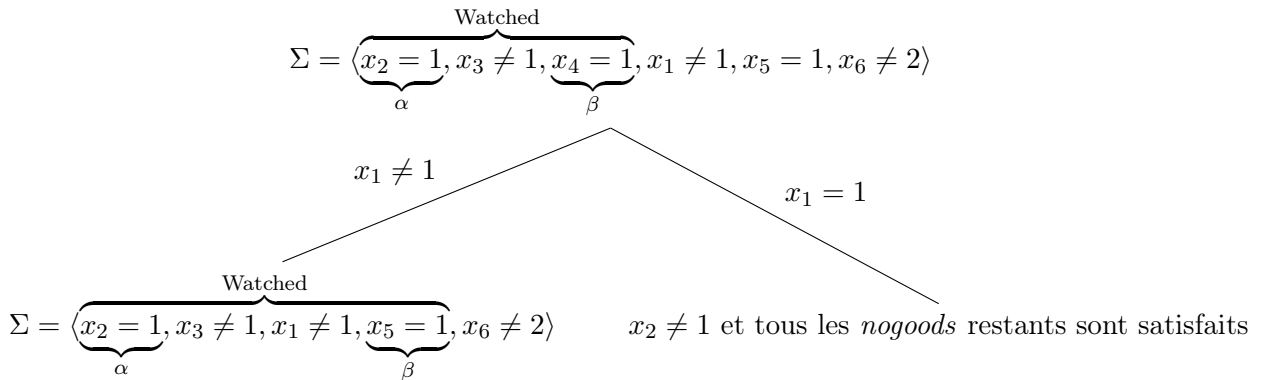 Watched
Σ = ⟨x₂ = 1, x₃ ≠ 1, x₄ = 1, x₁ ≠ 1, x₅ = 1, x₆ ≠ 2⟩
α β
x₁ ≠ 1
x₁ = 1
Watched
Σ = ⟨x₂ = 1, x₃ ≠ 1, x₁ ≠ 1, x₅ = 1, x₆ ≠ 2⟩ x₂ ≠ 1 et tous les nogoods restants sont satisfaits
α β